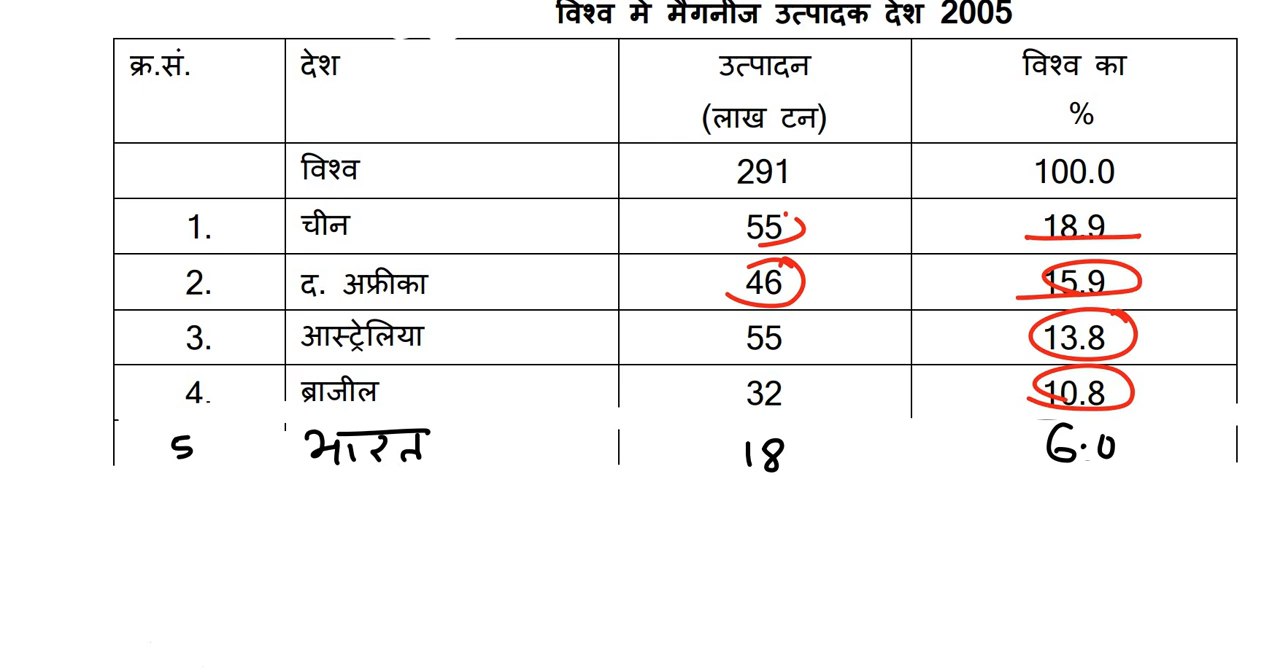 विश्व मे मैंगनीज उत्पादक देश 2005
क्र.सं. देश उत्पादन (लाख टन) विश्व का %
विश्व 291 100.0
1. चीन 55 18.9
2. द. अफ्रीका 46 15.9
3. आस्ट्रेलिया 55 13.8
4. ब्राजील 32 10.8
5 भारत 18 6.0